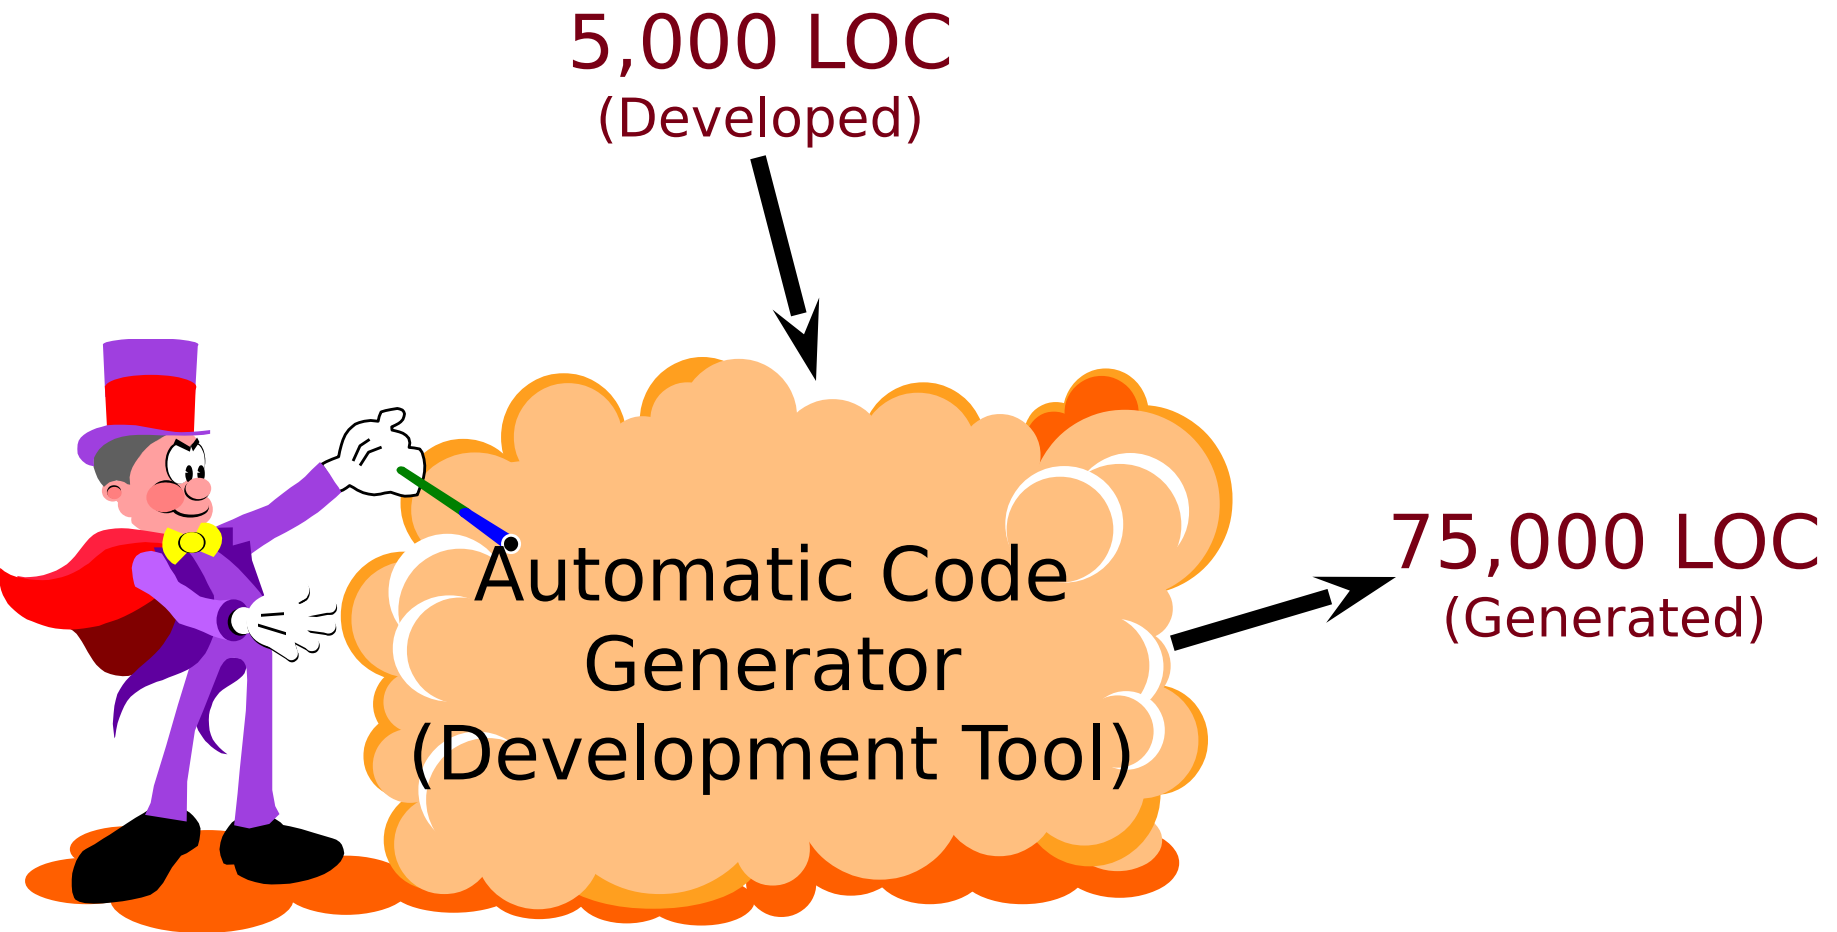 5,000 LOC
(Developed)
Automatic Code
Generator
(Development Tool)
75,000 LOC
(Generated)